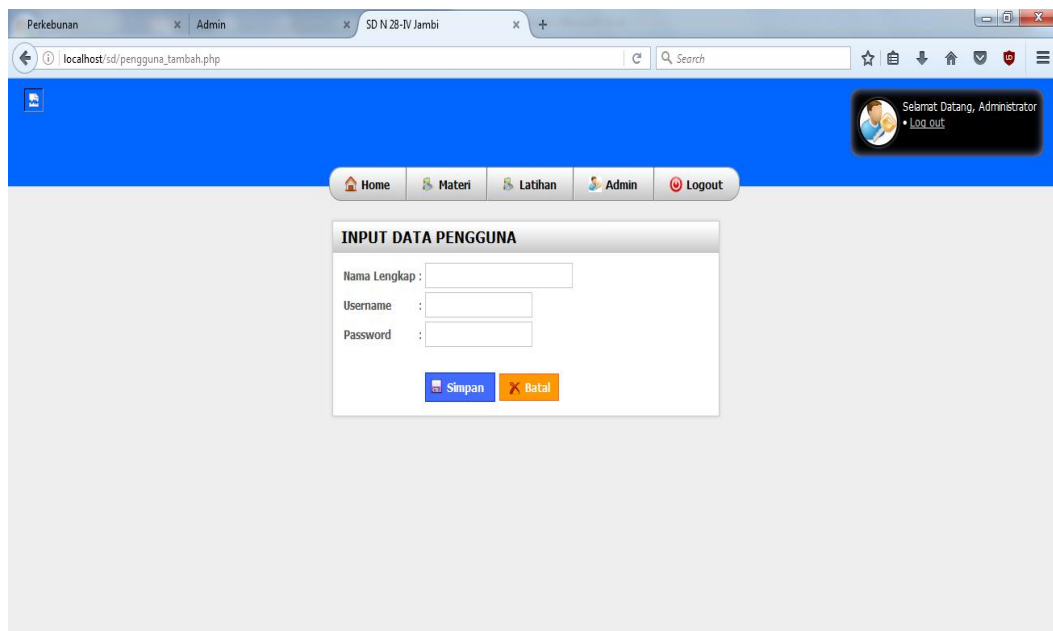 Perkebunan
Admin
SD N 28-IV Jambi
localhost/sd/pengguna_tambah.php
Search
Selamat Datang, Administrator
• Log out
Home
Materi
Latihan
Admin
Logout
INPUT DATA PENGGUNA
Nama Lengkap :
Username :
Password :
Simpan
Batal